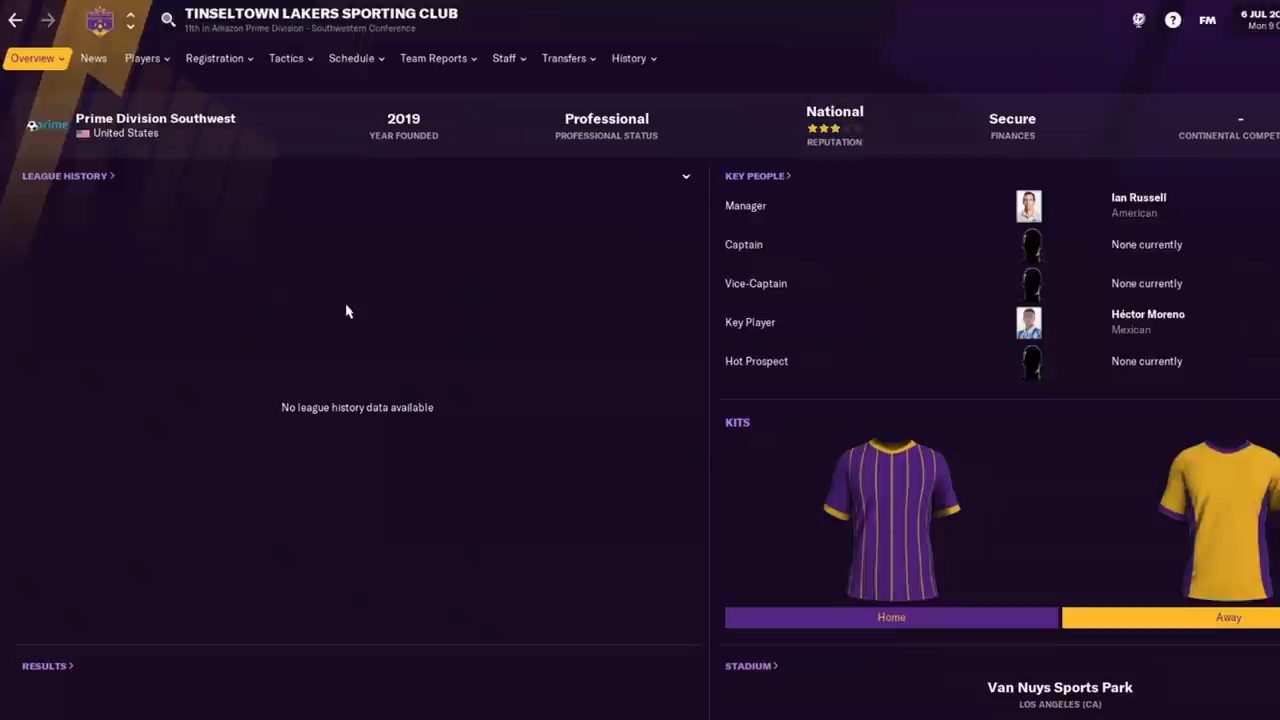 TINSELTOWN LAKERS SPORTING CLUB
11th in Amazon Prime Division - Southwestern Conference
FM
6 JUL 20
Mon 9:0
Overview
News
Players
Registration
Tactics
Schedule
Team Reports
Staff
Transfers
History
prime
Prime Division Southwest
United States
2019
YEAR FOUNDED
Professional
PROFESSIONAL STATUS
National
REPUTATION
Secure
FINANCES
-
CONTINENTAL COMPET
LEAGUE HISTORY >
No league history data available
RESULTS >
KEY PEOPLE >
Manager
Ian Russell
American
Captain
None currently
Vice-Captain
None currently
Key Player
Héctor Moreno
Mexican
Hot Prospect
None currently
KITS
Home
Away
STADIUM >
Van Nuys Sports Park
LOS ANGELES (CA)